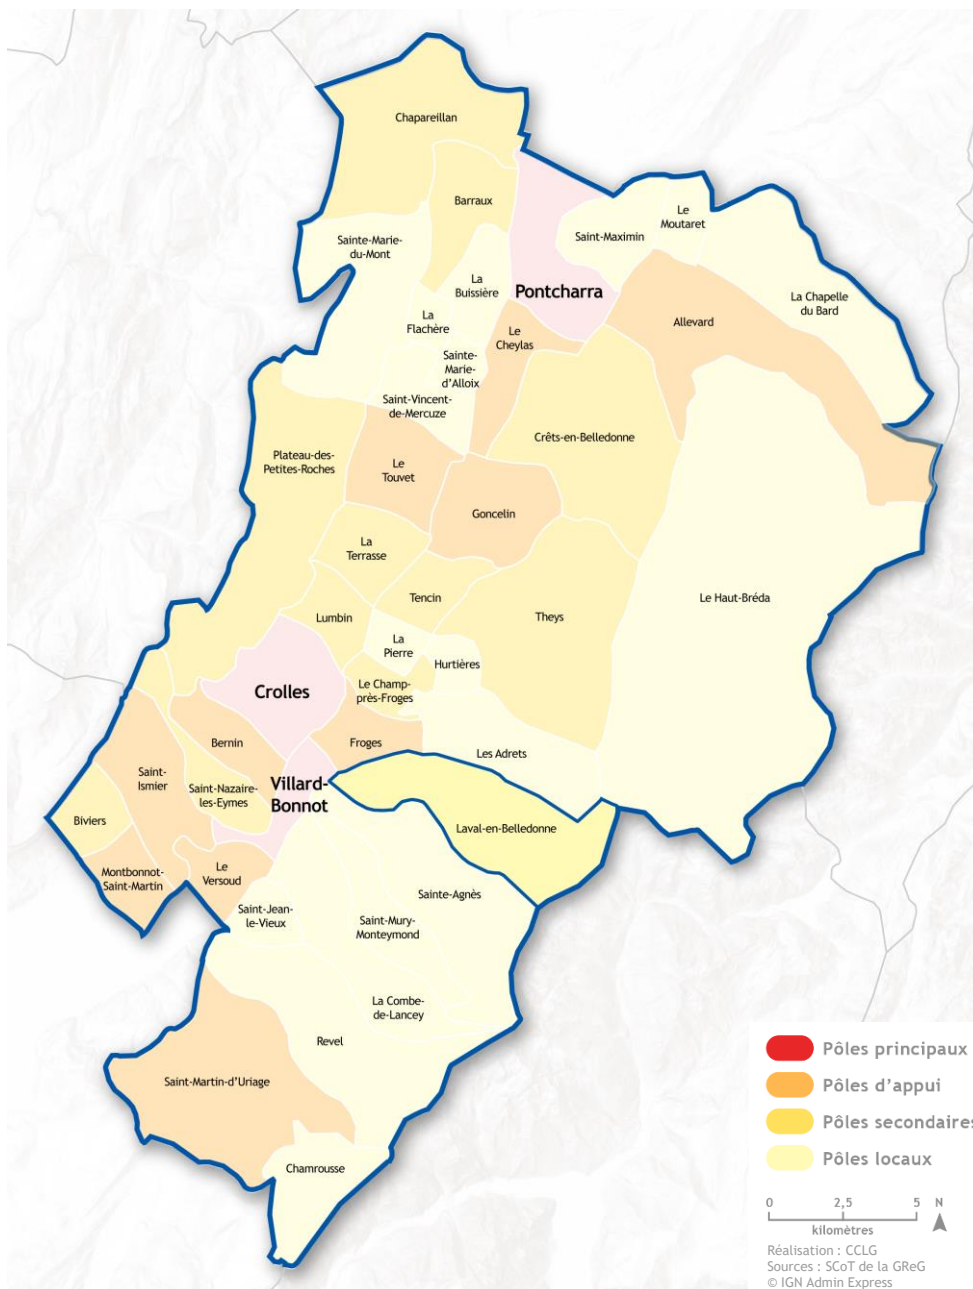 Chapareillan
Barraux
Le
Moutaret
Saint-Maximin
Sainte-Marie-
du-Mont
La
Buissière
Pontcharra
La Chapelle
du Bard
La
Flachère
Allevard
Le
Cheylas
Sainte-
Marie-
d'Alloix
Saint-Vincent-
de-Mercuze
Crêts-en-Belledonne
Plateau-des-
Petites-Roches
Le
Touvet
Goncelin
La
Terrasse
Tencin
Le Haut-Bréda
Lumbin
Theys
La
Pierre
Hurtières
Crolles
Le Champ-
près-Froges
Bernin
Froges
Les Adrets
Saint-
Ismier
Saint-Nazaire-
les-Eymes
Villard-
Bonnot
Biviers
Laval-en-Belledonne
Montbonnot-
Saint-Martin
Le
Versoud
Sainte-Agnès
Saint-Jean-
le-Vieux
Saint-Mury-
Monteymond
La Combe-
de-Lancey
Revel
Saint-Martin-d'Uriage
Chamrousse
Pôles principaux
Pôles d'appui
Pôles secondaires
Pôles locaux
0 2,5 5 N
kilomètres
Réalisation : CCLG
Sources : SCoT de la GReG
© IGN Admin Express